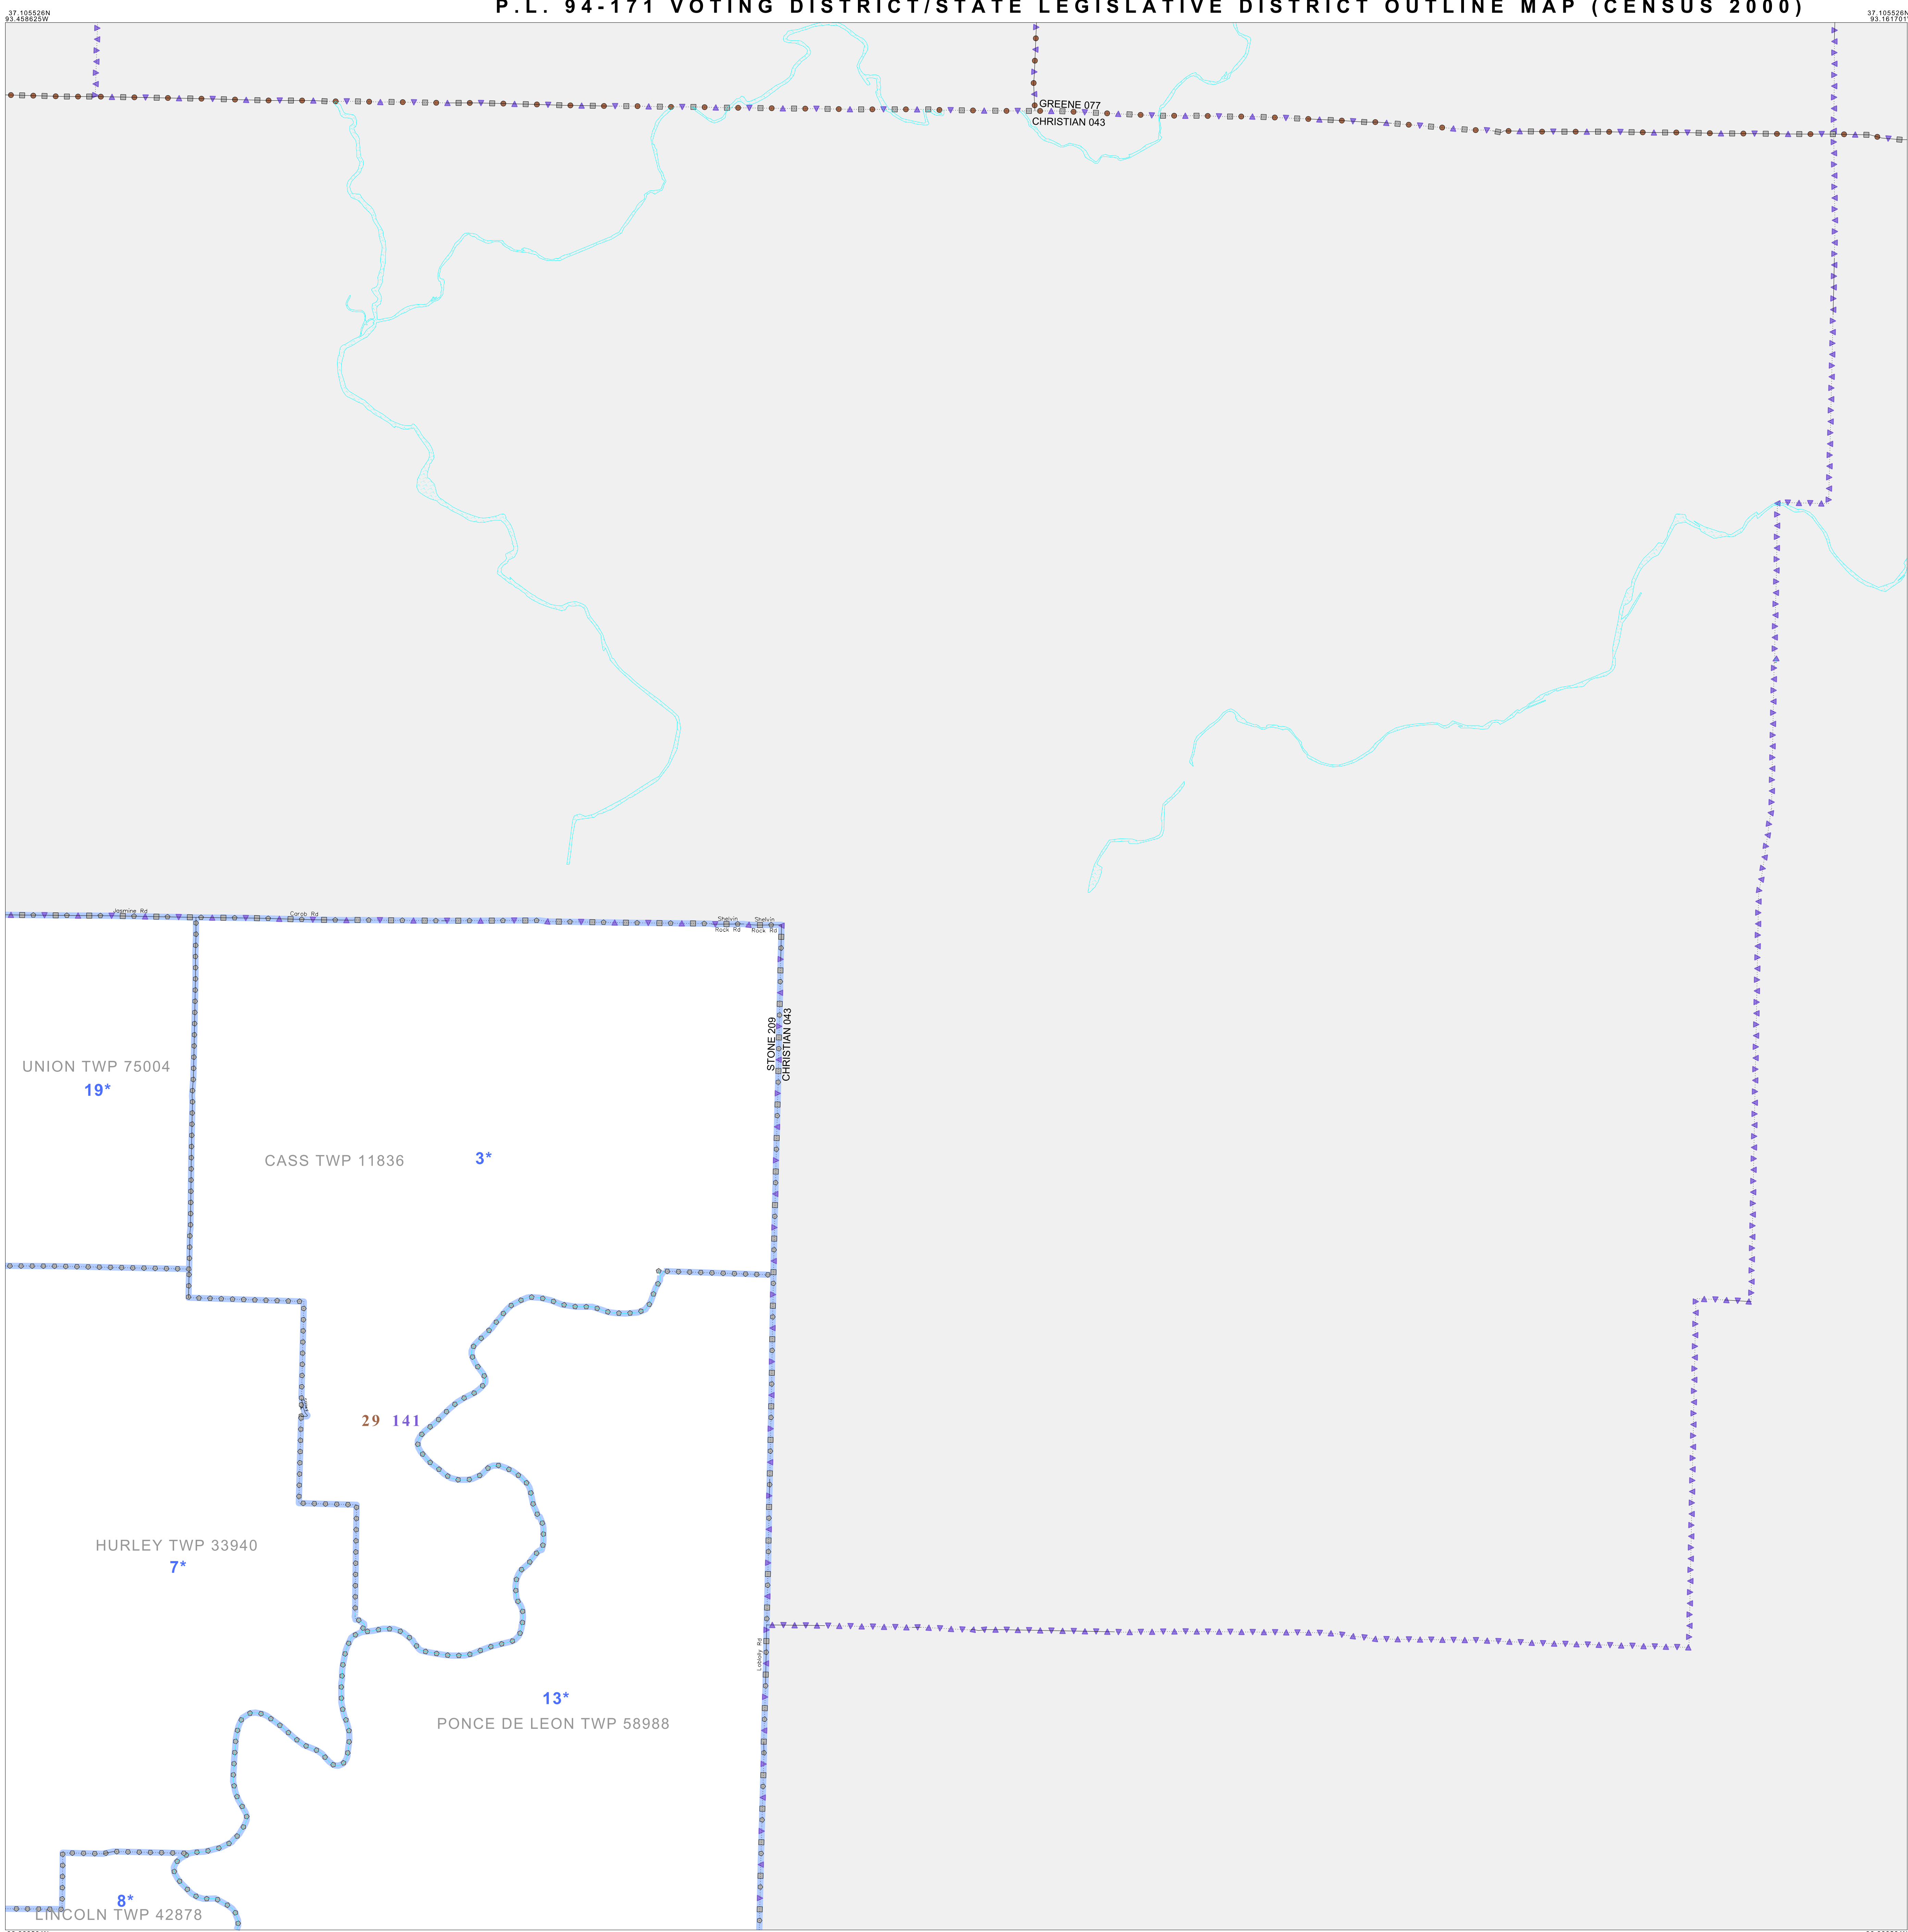 P.L. 94-171 VOTING DISTRICT/STATE LEGISLATIVE DISTRICT OUTLINE MAP (CENSUS 2000)
37.105526N
93.458625W
37.105526N
93.161701
GREENE 077
CHRISTIAN 043
Jasmine Rd
Carob Rd
Shelvin
Rock Rd
Shelvin
Rock Rd
STONE 209
CHRISTIAN 043
UNION TWP 75004
19*
CASS TWP 11836
3*
29 141
HURLEY TWP 33940
7*
13*
PONCE DE LEON TWP 58988
8*
LINCOLN TWP 42878